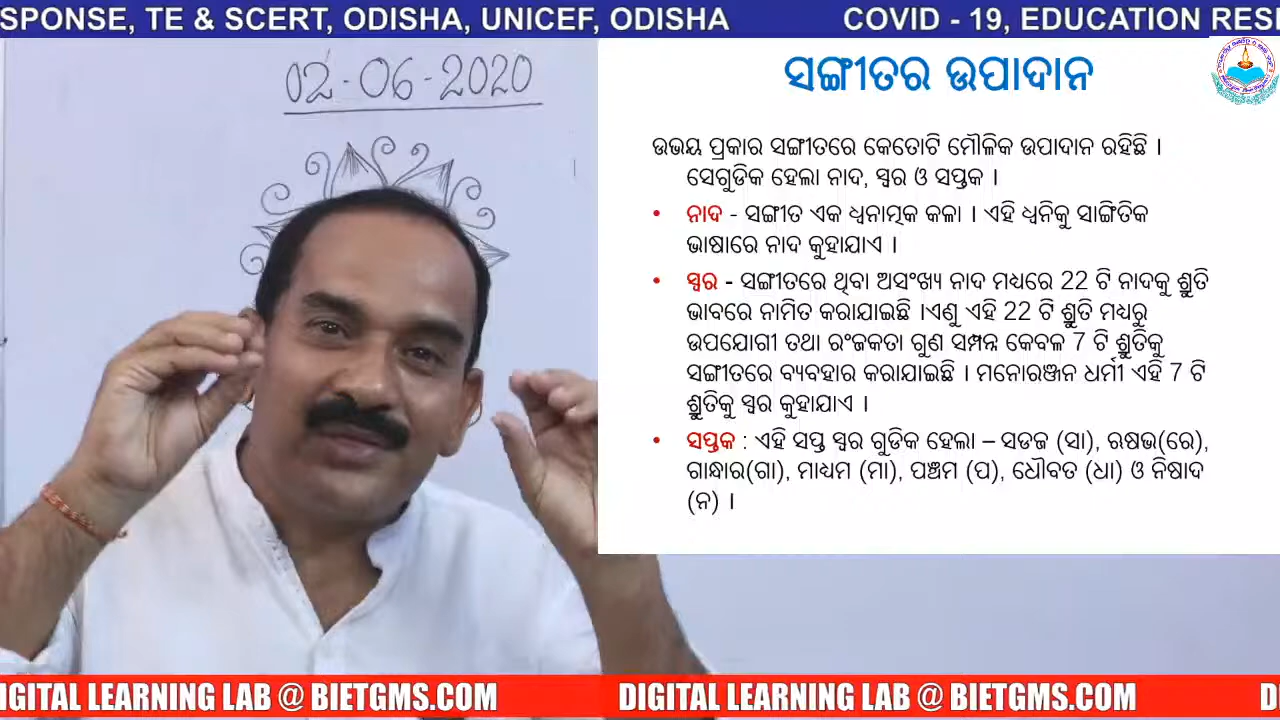 SPONSE, TE & SCERT, ODISHA, UNICEF, ODISHA COVID - 19, EDUCATION RES
02-06-2020
ସଙ୍ଗୀତର ଉପାଦାନ
ଉଭୟ ପ୍ରକାର ସଙ୍ଗୀତରେ କେତୋଟି ମୌଳିକ ଉପାଦାନ ରହିଛି ।
ସେଗୁଡିକ ହେଲା ନାଦ, ସ୍ୱର ଓ ସପ୍ତକ ।
• ନାଦ - ସଙ୍ଗୀତ ଏକ ଧ୍ୱନାତ୍ମକ କଳା । ଏହି ଧ୍ୱନିକୁ ସାଙ୍ଗିତିକ
ଭାଷାରେ ନାଦ କୁହାଯାଏ ।
• ସ୍ୱର - ସଙ୍ଗୀତରେ ଥିବା ଅସଂଖ୍ୟ ନାଦ ମଧ୍ୟରେ 22 ଟି ନାଦକୁ ଶ୍ରୁତି
ଭାବରେ ନାମିତ କରାଯାଇଛି ।ଏଣୁ ଏହି 22 ଟି ଶ୍ରୁତି ମଧ୍ୟରୁ
ଉପଯୋଗୀ ତଥା ରଂଜକତା ଗୁଣ ସମ୍ପନ୍ନ କେବଳ 7 ଟି ଶ୍ରୁତିକୁ
ସଙ୍ଗୀତରେ ବ୍ୟବହାର କରାଯାଇଛି । ମନୋରଞ୍ଜନ ଧର୍ମୀ ଏହି 7 ଟି
ଶ୍ରୁତିକୁ ସ୍ୱର କୁହାଯାଏ ।
• ସପ୍ତକ : ଏହି ସପ୍ତ ସ୍ୱର ଗୁଡିକ ହେଲା – ସଡଜ (ସା), ଋଷଭ(ରେ),
ଗାନ୍ଧାର(ଗା), ମାଧ୍ୟମ (ମା), ପଞ୍ଚମ (ପ), ଧୌବତ (ଧା) ଓ ନିଷାଦ
(ନ) ।
IGITAL LEARNING LAB @ BIETGMS.COM DIGITAL LEARNING LAB @ BIETGMS.COM D